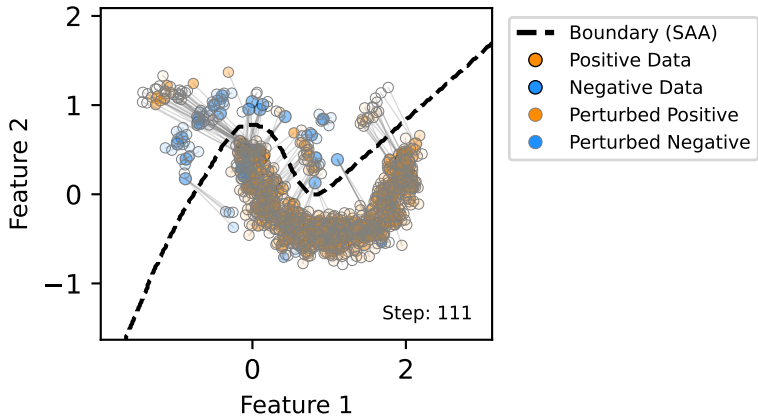 2
1
0
−1
Feature 2
0
2
Feature 1
Step: 111
Boundary (SAA)
Positive Data
Negative Data
Perturbed Positive
Perturbed Negative